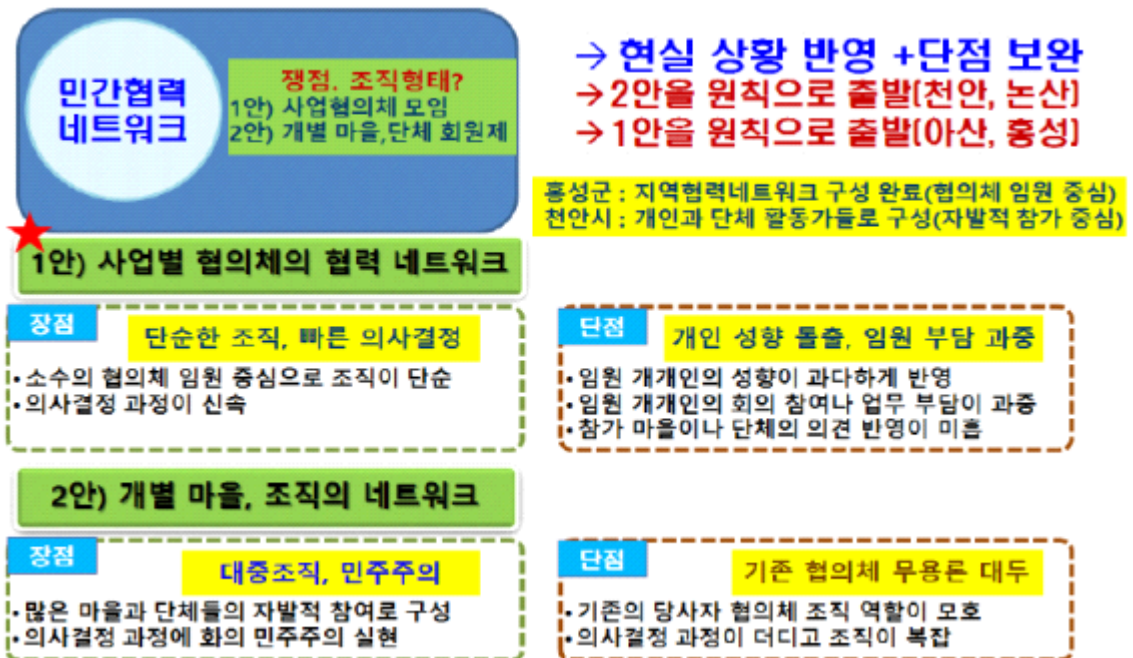 민간협력
네트워크
쟁점. 조직형태?
1안) 사업협의체 모임
2안) 개별 마을,단체 회원제
→ 현실 상황 반영 +단점 보완
→2안을 원칙으로 출발(천안, 논산)
→1안을 원칙으로 출발(아산, 홍성)
홍성군 : 지역협력네트워크 구성 완료(협의체 임원 중심)
천안시 : 개인과 단체 활동가들로 구성(자발적 참가 중심)
1안) 사업별 협의체의 협력 네트워크
장점
단순한 조직, 빠른 의사결정
•소수의 협의체 임원 중심으로 조직이 단순
•의사결정 과정이 신속
단점
개인 성향 돌출, 임원 부담 과중
•임원 개개인의 성향이 과다하게 반영
•임원 개개인의 회의 참여나 업무 부담이 과중
•참가 마을이나 단체의 의견 반영이 미흡
2안) 개별 마을, 조직의 네트워크
장점
대중조직, 민주주의
•많은 마을과 단체들의 자발적 참여로 구성
•의사결정 과정에 화의 민주주의 실현
단점
기존 협의체 무용론 대두
•기존의 당사자 협의체 조직 역할이 모호
•의사결정 과정이 더디고 조직이 복잡